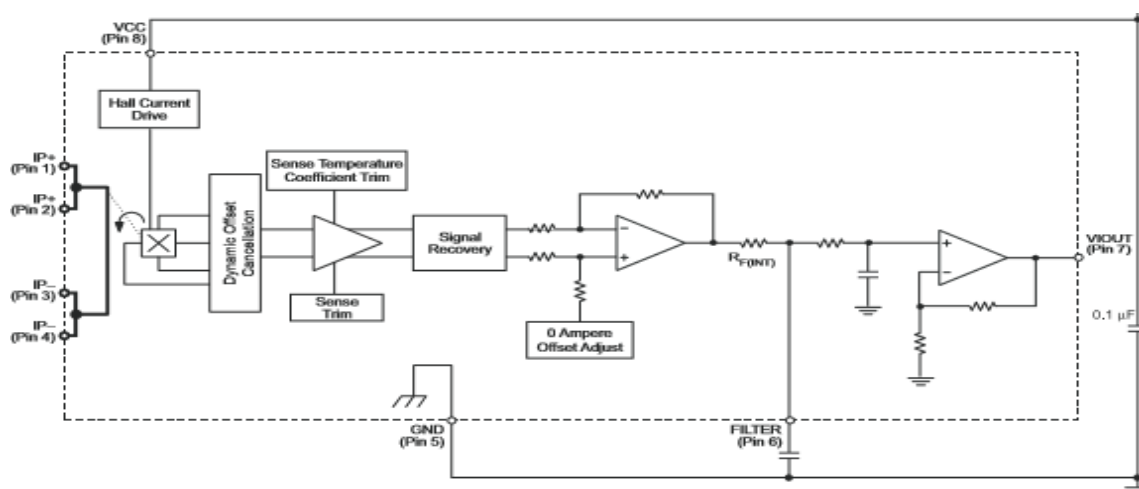 VCC
(Pin 8)
Hall Current
Drive
IP+
(Pin 1)
IP+
(Pin 2)
IP−
(Pin 3)
IP−
(Pin 4)
Dynamic Offset
Cancellation
Sense Temperature
Coefficient Trim
Sense
Trim
Signal
Recovery
0 Ampere
Offset Adjust
RF(INT)
VIOUT
(Pin 7)
0.1 µF
GND
(Pin 5)
FILTER
(Pin 6)